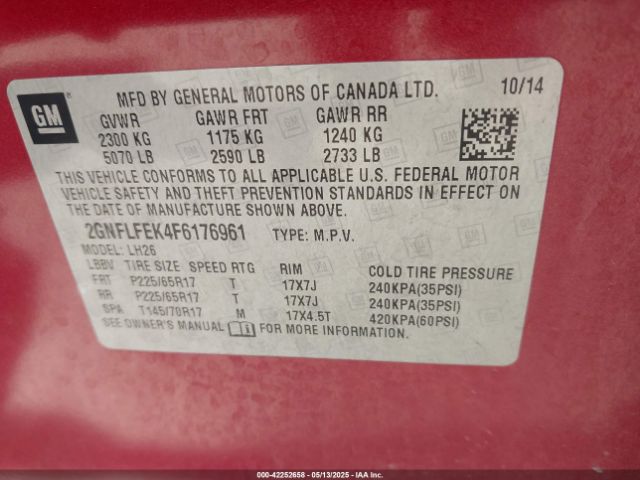 GM
MFD BY GENERAL MOTORS OF CANADA LTD. 10/14
GVWR GAWR FRT GAWR RR
2300 KG 1175 KG 1240 KG
5070 LB 2590 LB 2733 LB
THIS VEHICLE CONFORMS TO ALL APPLICABLE U.S. FEDERAL MOTOR
VEHICLE SAFETY AND THEFT PREVENTION STANDARDS IN EFFECT ON
THE DATE OF MANUFACTURE SHOWN ABOVE.
2GNFLFEK4F6176961 TYPE: M.P.V.
MODEL: LH26
LBBV TIRE SIZE SPEED RTG RIM COLD TIRE PRESSURE
FRT P225/65R17 T 17X7J 240KPA(35PSI)
RR P225/65R17 T 17X7J 240KPA(35PSI)
SPA T145/70R17 M 17X4.5T 420KPA(60PSI)
SEE OWNER'S MANUAL FOR MORE INFORMATION.
000-42252658 - 05/13/2025 - IAA Inc.